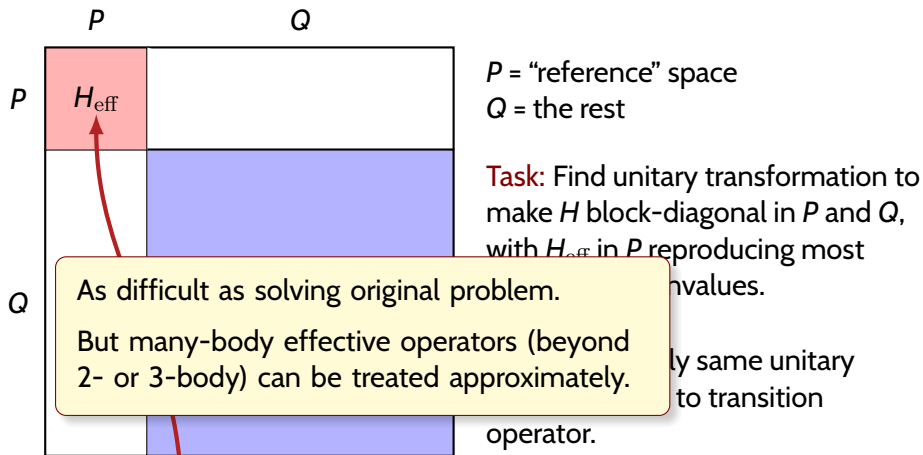 P Q
P
H_eff
Q
P = “reference” space
Q = the rest
Task: Find unitary transformation to
make H block-diagonal in P and Q,
with H_eff in P reproducing most
nvalues.
ly same unitary
to transition
operator.
As difficult as solving original problem.
But many-body effective operators (beyond
2- or 3-body) can be treated approximately.